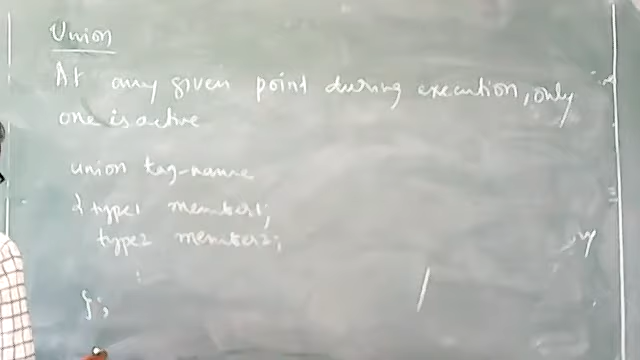 Union
At any given point during execution, only
one is active
union tag-name
{ type1 member1;
type2 member2;
:
};